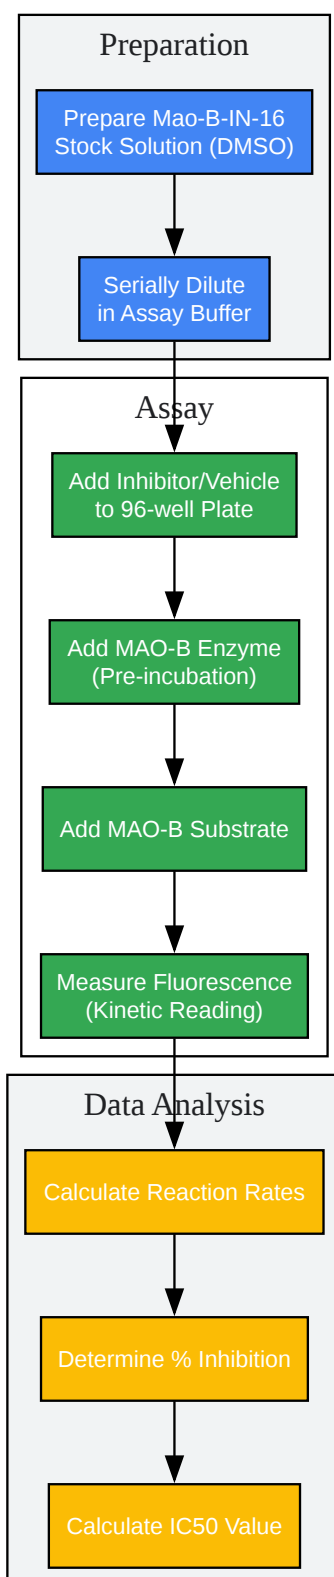 Preparation
Prepare Mao-B-IN-16
Stock Solution (DMSO)
Serially Dilute
in Assay Buffer
Assay
Add Inhibitor/Vehicle
to 96-well Plate
Add MAO-B Enzyme
(Pre-incubation)
Add MAO-B Substrate
Measure Fluorescence
(Kinetic Reading)
Data Analysis
Calculate Reaction Rates
Determine % Inhibition
Calculate IC50 Value